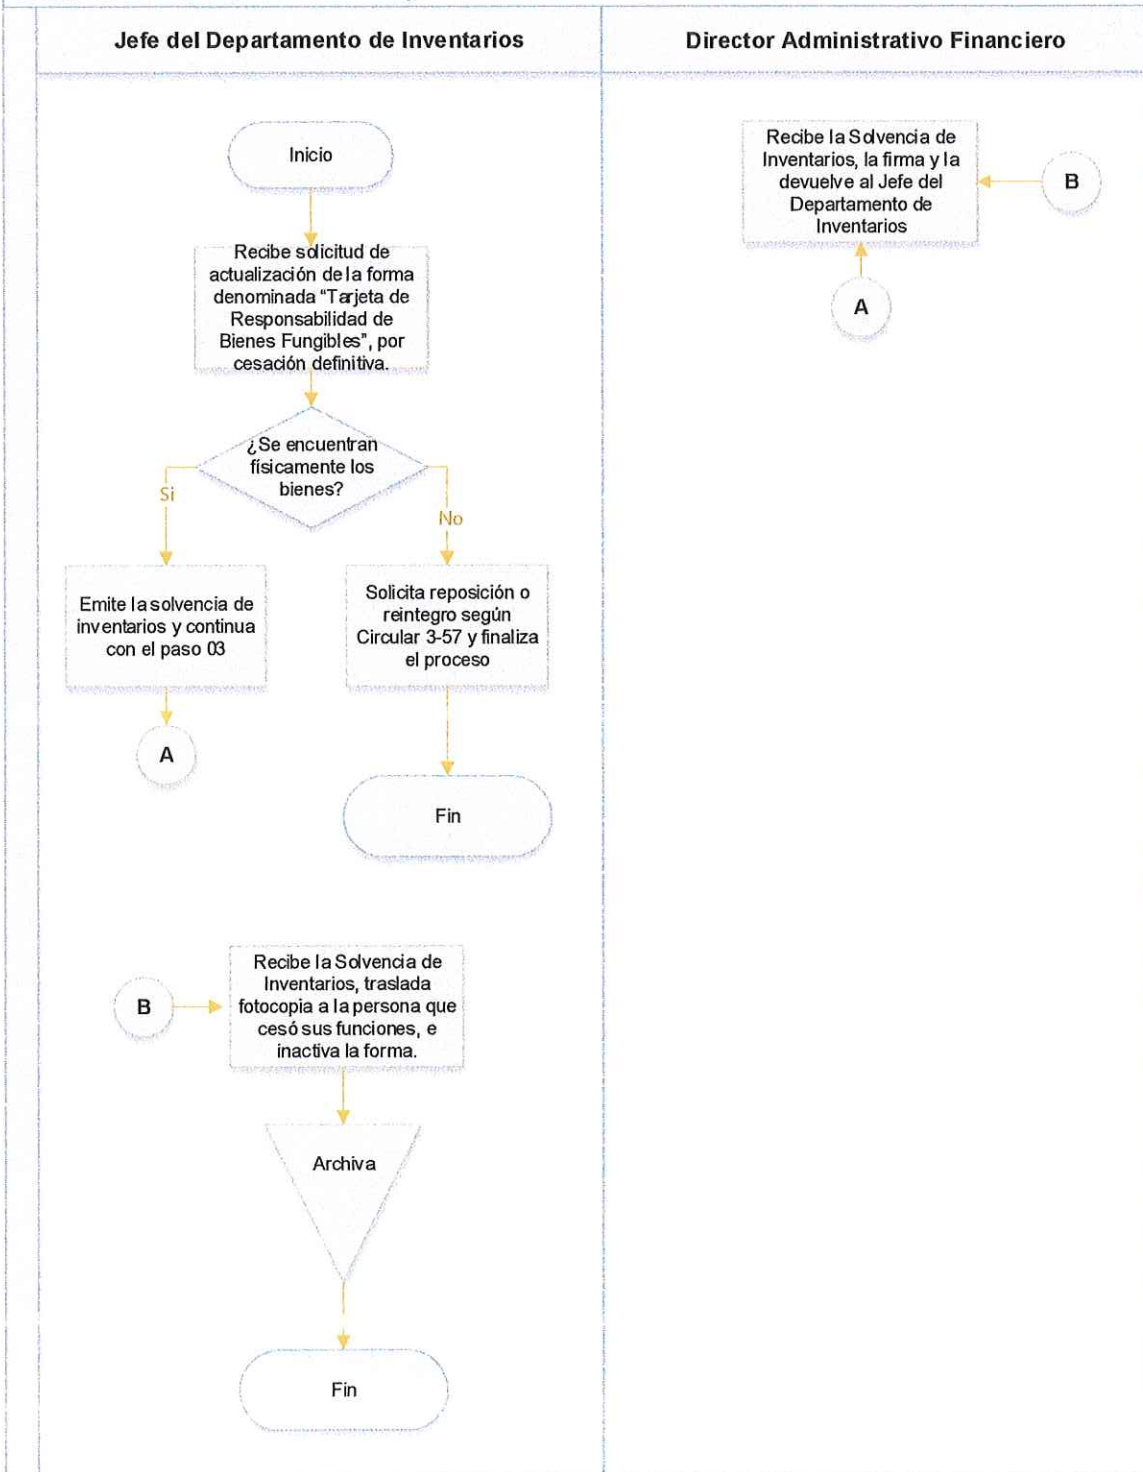 Jefe del Departamento de Inventarios
Director Administrativo Financiero
Inicio
Recibe solicitud de
actualización de la forma
denominada “Tarjeta de
Responsabilidad de
Bienes Fungibles”, por
cesación definitiva.
¿Se encuentran
físicamente los
bienes?
Si
No
Emite la solvencia de
inventarios y continua
con el paso 03
Solicita reposición o
reintegro según
Circular 3-57 y finaliza
el proceso
A
Fin
B
Recibe la Solvencia de
Inventarios, traslada
fotocopia a la persona que
cesó sus funciones, e
inactiva la forma.
Archiva
Fin
Recibe la Solvencia de
Inventarios, la firma y la
devuelve al Jefe del
Departamento de
Inventarios
B
A